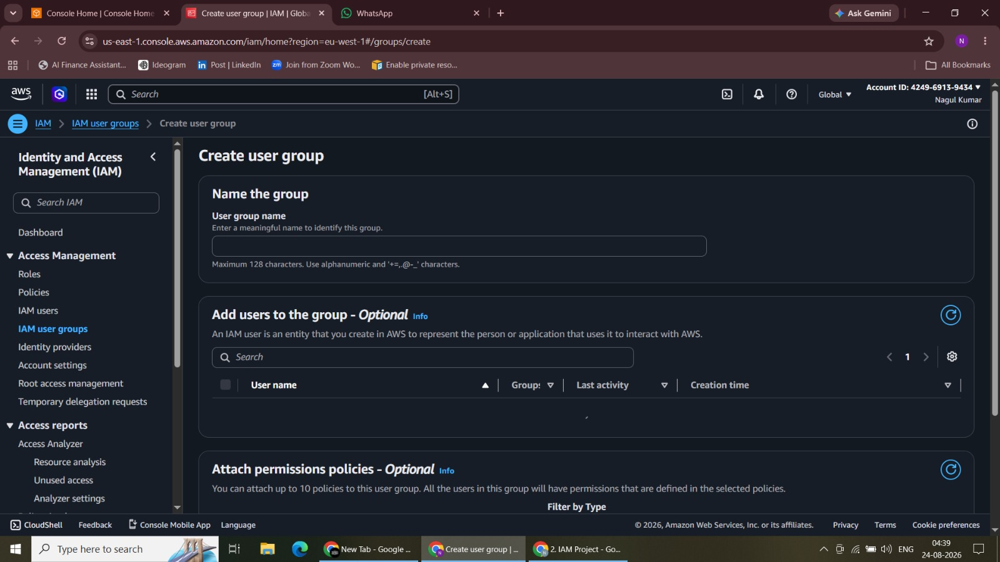 Console Home | Console Home
Create user group | IAM | Globa
WhatsApp
Ask Gemini
us-east-1.console.aws.amazon.com/iam/home?region=eu-west-1#/groups/create
N
AI Finance Assistant...
Ideogram
Post | LinkedIn
Join from Zoom Wo...
Enable private reso...
All Bookmarks
aws
Search
[Alt+S]
Global
Account ID: 4249-6913-9434
Nagul Kumar
IAM
IAM user groups
Create user group
Identity and Access
Management (IAM)
Search IAM
Dashboard
Access Management
Roles
Policies
IAM users
IAM user groups
Identity providers
Account settings
Root access management
Temporary delegation requests
Access reports
Access Analyzer
Resource analysis
Unused access
Analyzer settings
Create user group
Name the group
User group name
Enter a meaningful name to identify this group.
Maximum 128 characters. Use alphanumeric and '+=,.@-_' characters.
Add users to the group - Optional Info
An IAM user is an entity that you create in AWS to represent the person or application that uses it to interact with AWS.
Search
1
User name
Groups
Last activity
Creation time
Attach permissions policies - Optional Info
You can attach up to 10 policies to this user group. All the users in this group will have permissions that are defined in the selected policies.
Filter by Type
CloudShell
Feedback
Console Mobile App
Language
© 2026, Amazon Web Services, Inc. or its affiliates.
Privacy
Terms
Cookie preferences
Type here to search
New Tab - Google ...
Create user group | ...
2. IAM Project - Go...
ENG
04:39
24-08-2026